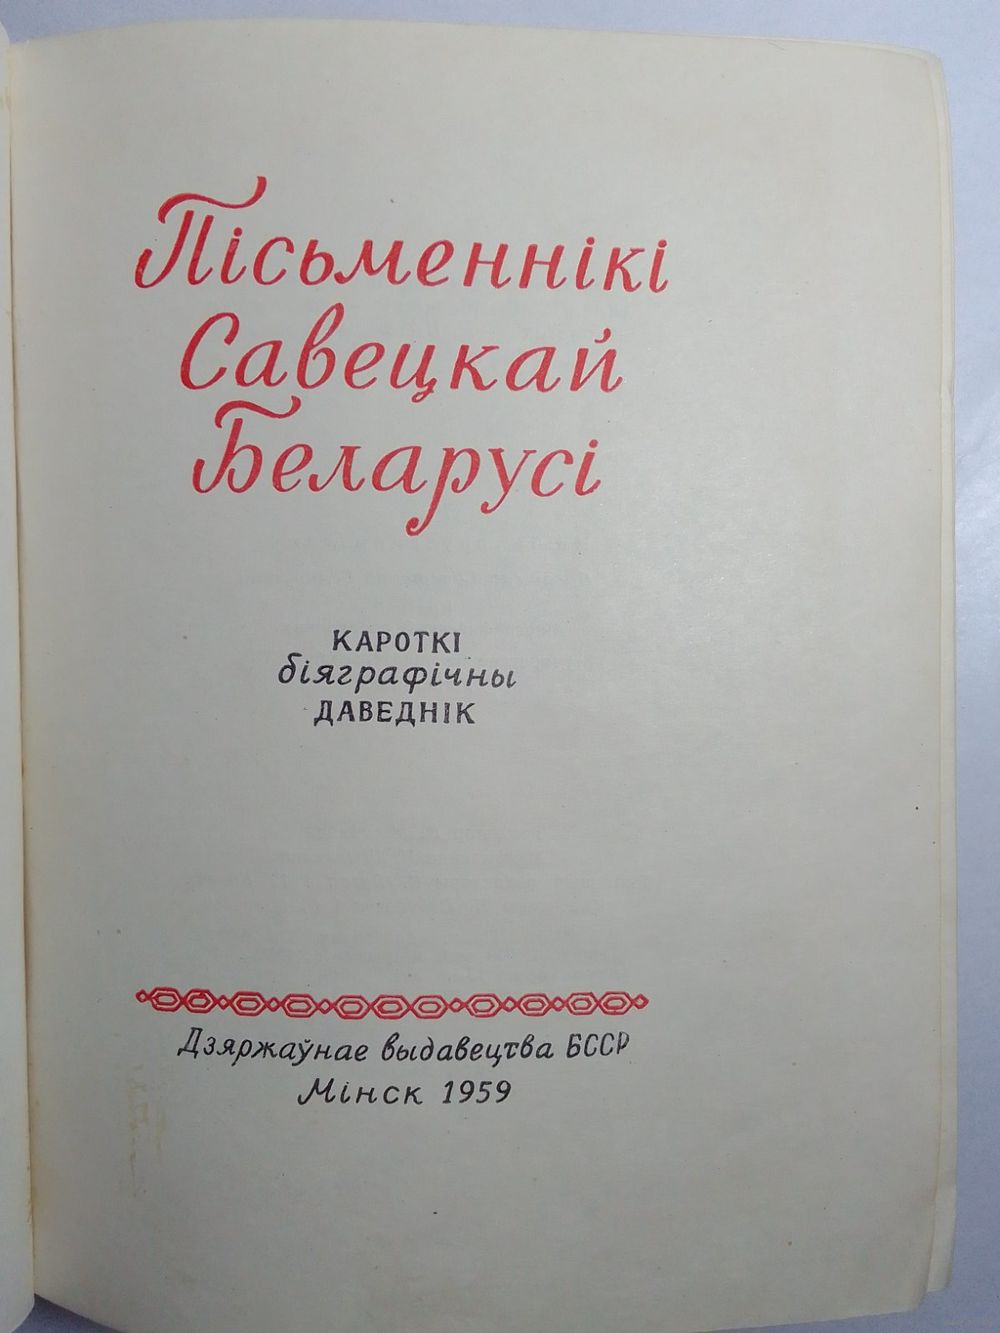 Пісьменнікі
Савецкай
Беларусі
КАРОТКІ
біяграфічны
ДАВЕДНІК
Дзяржаўнае выдавецтва БССР
Мінск 1959